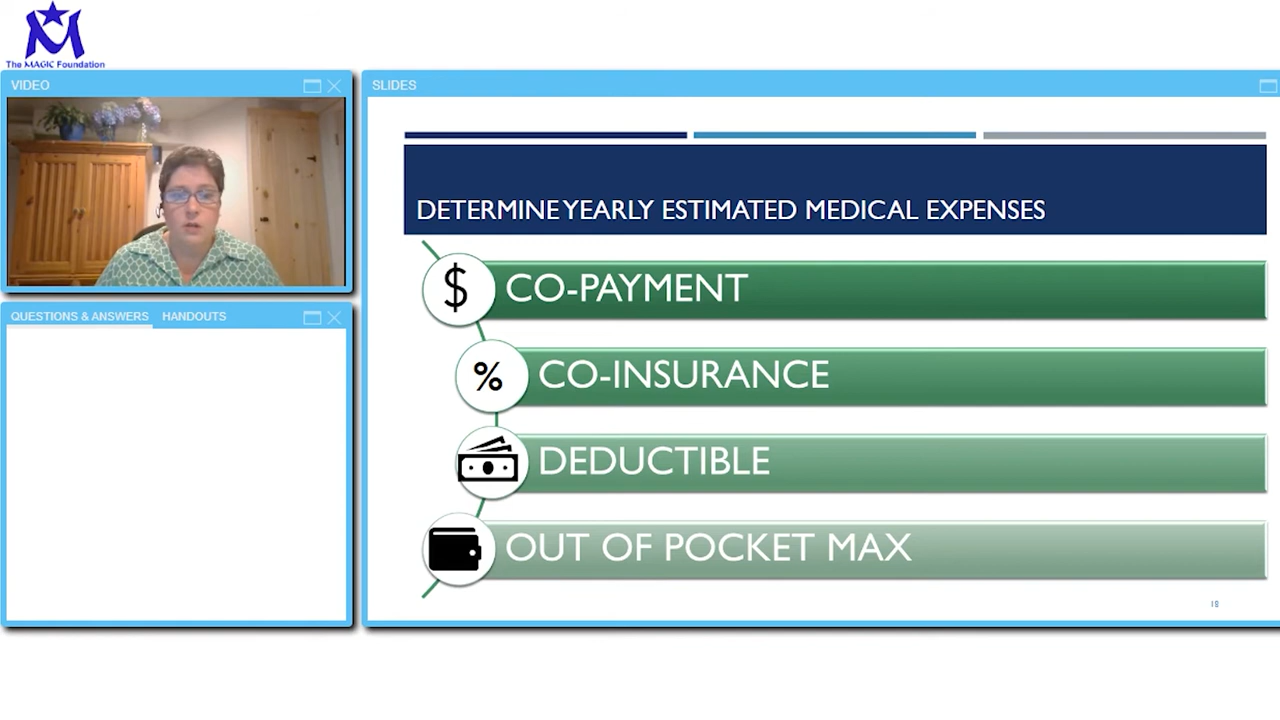 The MAGIC Foundation
VIDEO
SLIDES
DETERMINE YEARLY ESTIMATED MEDICAL EXPENSES
$ CO-PAYMENT
% CO-INSURANCE
DEDUCTIBLE
OUT OF POCKET MAX
18
QUESTIONS & ANSWERS HANDOUTS